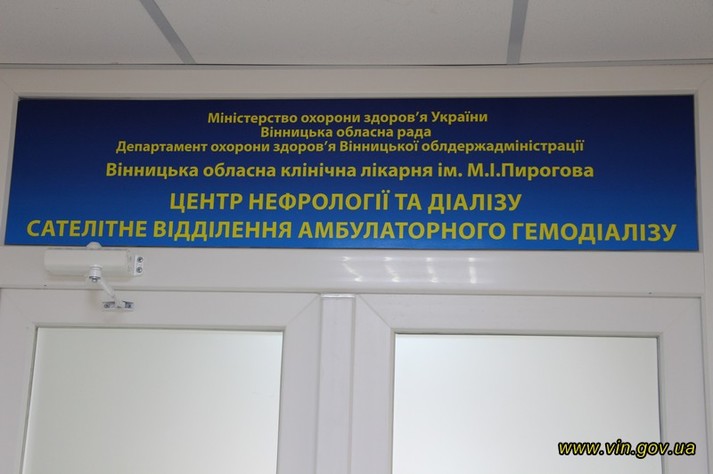 Міністерство охорони здоров’я України
Вінницька обласна рада
Департамент охорони здоров’я Вінницької облдержадміністрації
Вінницька обласна клінічна лікарня ім. М.І.Пирогова
ЦЕНТР НЕФРОЛОГІЇ ТА ДІАЛІЗУ
САТЕЛІТНЕ ВІДДІЛЕННЯ АМБУЛАТОРНОГО ГЕМОДІАЛІЗУ
www.vin.gov.ua